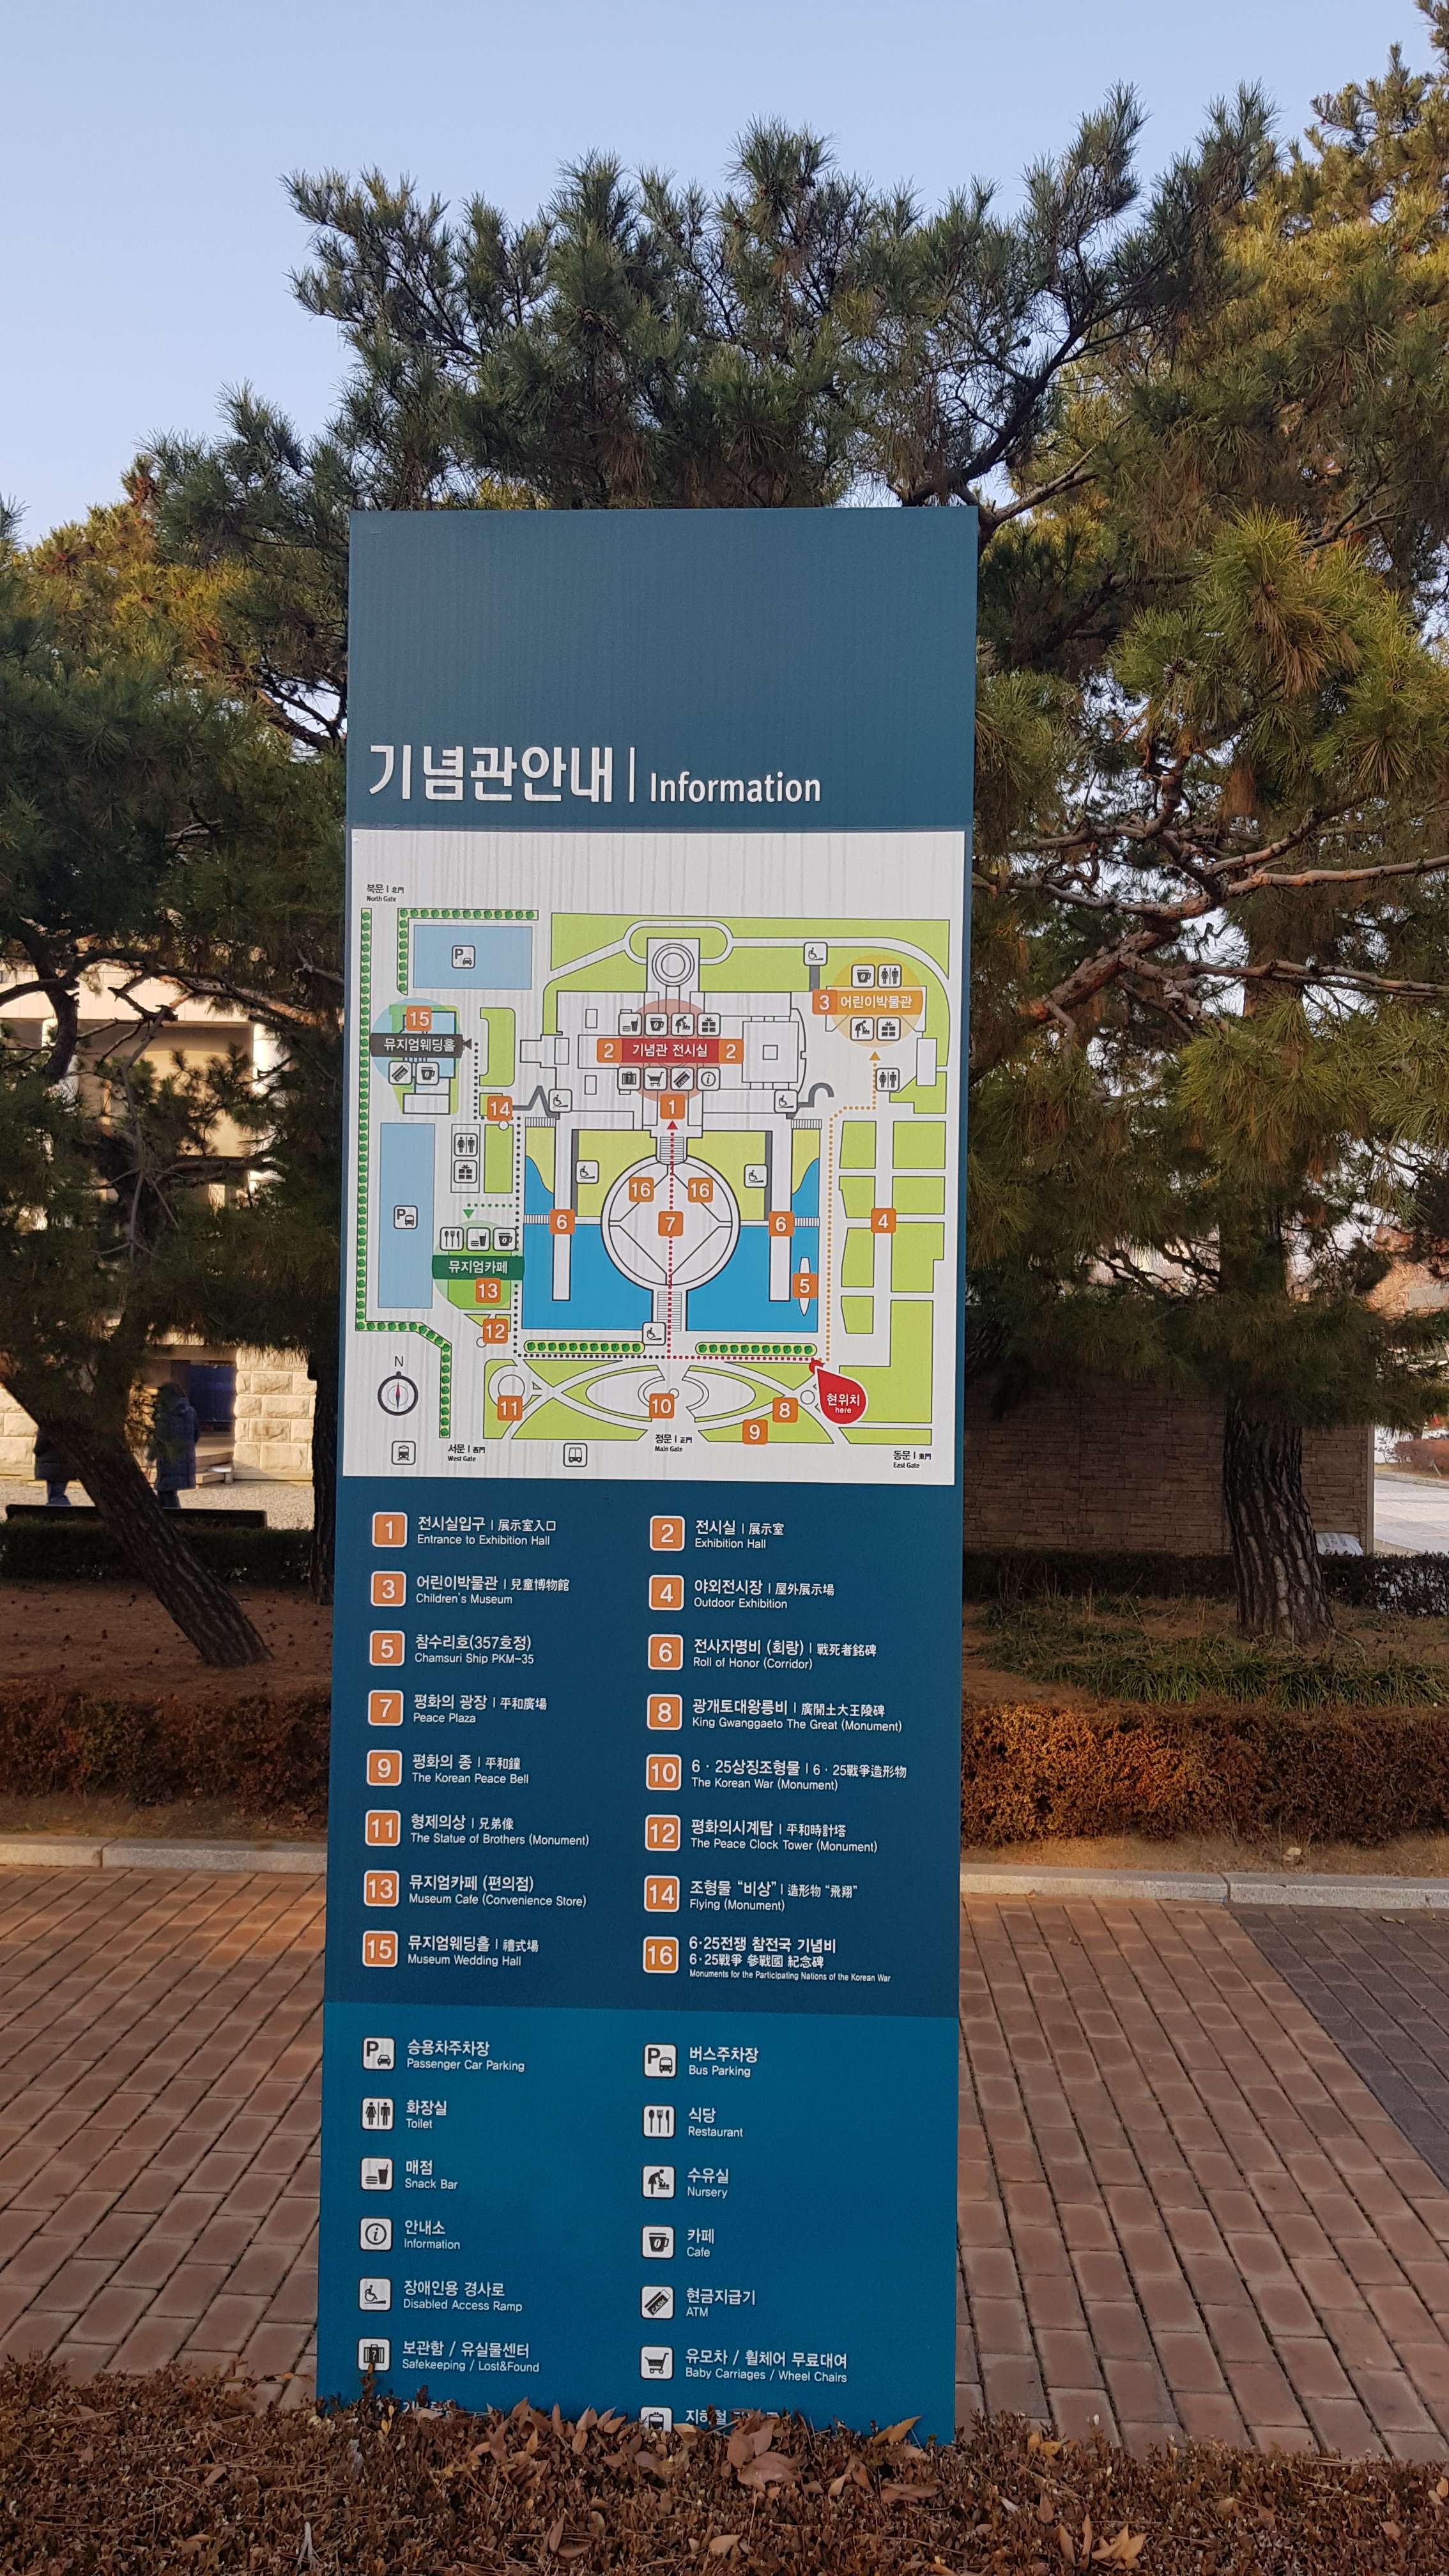 기념관안내 | Information
북문 | 北門
North Gate
15
뮤지엄웨딩홀
3 어린이박물관
2 기념관 전시실 2
1
14
16 16
6 7 6 4
뮤지엄카페
13
5
12
N
11
10
8
9
현위치
here
서문 | 西門
West Gate
정문 | 正門
Main Gate
동문 | 東門
East Gate
1 전시실입구 | 展示室入口
Entrance to Exhibition Hall
2 전시실 | 展示室
Exhibition Hall
3 어린이박물관 | 兒童博物館
Children's Museum
4 야외전시장 | 屋外展示場
Outdoor Exhibition
5 참수리호(357호정)
Chamsuri Ship PKM-35
6 전사자명비 (회랑) | 戰死者銘碑
Roll of Honor (Corridor)
7 평화의 광장 | 平和廣場
Peace Plaza
8 광개토대왕릉비 | 廣開土大王陵碑
King Gwanggaeto The Great (Monument)
9 평화의 종 | 平和鐘
The Korean Peace Bell
10 6 · 25상징조형물 | 6 · 25戰爭造形物
The Korean War (Monument)
11 형제의상 | 兄弟像
The Statue of Brothers (Monument)
12 평화의시계탑 | 平和時計塔
The Peace Clock Tower (Monument)
13 뮤지엄카페 (편의점)
Museum Cafe (Convenience Store)
14 조형물 “비상” | 造形物 “飛翔”
Flying (Monument)
15 뮤지엄웨딩홀 | 禮式場
Museum Wedding Hall
16 6·25전쟁 참전국 기념비
6·25戰爭 參戰國 紀念碑
Monuments for the Participating Nations of the Korean War
P 승용차주차장
Passenger Car Parking
P 버스주차장
Bus Parking
화장실
Toilet
식당
Restaurant
매점
Snack Bar
수유실
Nursery
안내소
Information
카페
Cafe
장애인용 경사로
Disabled Access Ramp
현금지급기
ATM
보관함 / 유실물센터
Safekeeping / Lost&Found
유모차 / 휠체어 무료대여
Baby Carriages / Wheel Chairs
지하철